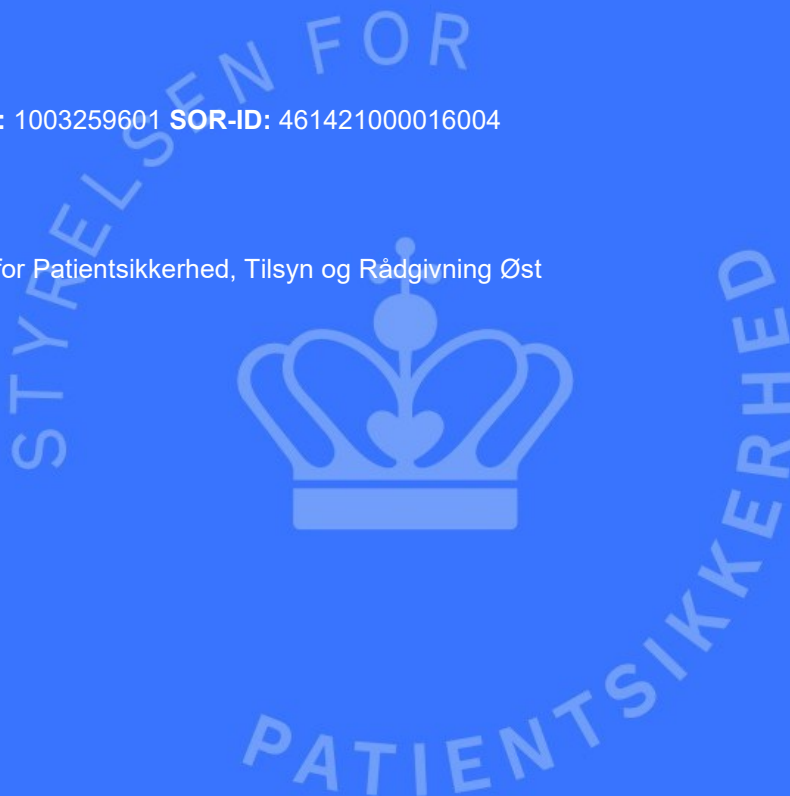 STYRELSEN FOR
: 1003259601 SOR-ID: 461421000016004
for Patientsikkerhed, Tilsyn og Rådgivning Øst
PATIENTSIKKERHED